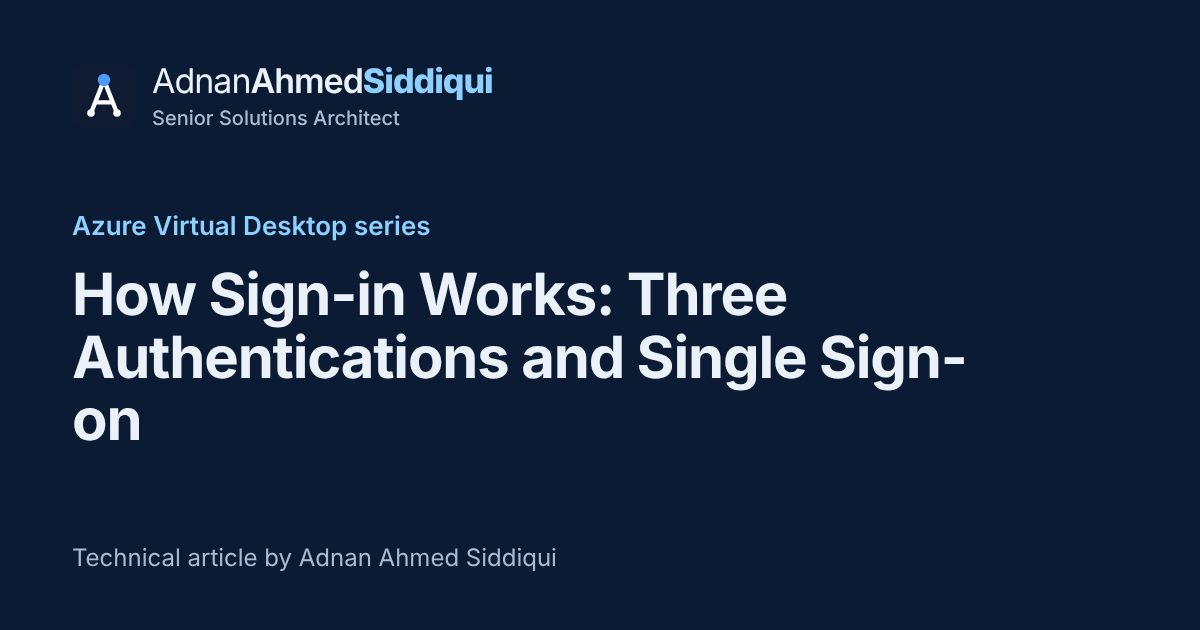 AdnanAhmedSiddiqui
Senior Solutions Architect
Azure Virtual Desktop series
How Sign-in Works: Three
Authentications and Single Sign-
on
Technical article by Adnan Ahmed Siddiqui